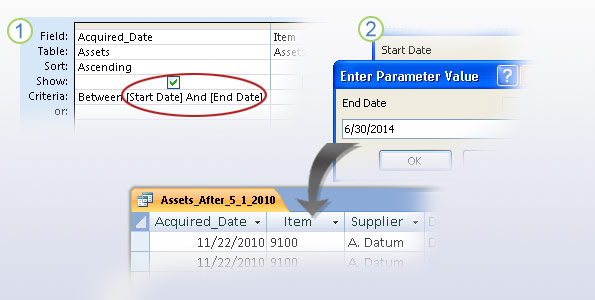 1
Field: Acquired_Date Item
Table: Assets Assets
Sort: Ascending
Show:
Criteria: Between [Start Date] And [End Date]
or:
2
Start Date
Enter Parameter Value ?
End Date
6/30/2014
OK
Assets_After_5_1_2010
Acquired_Date Item Supplier
11/22/2010 9100 A. Datum
11/22/2010 9100 A. Datum